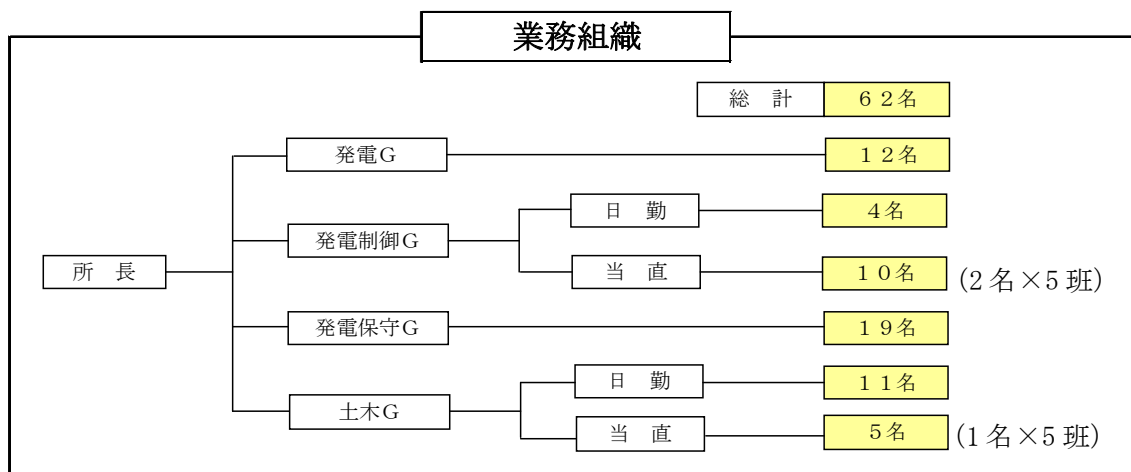 業務組織
総 計 62名
発電G 12名
日 勤 4名
発電制御G
所 長
当 直 10名 (2名×5班)
発電保守G 19名
日 勤 11名
土木G
当 直 5名 (1名×5班)